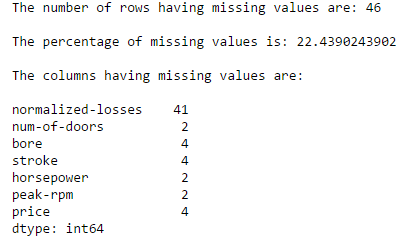 The number of rows having missing values are: 46
The percentage of missing values is: 22.4390243902
The columns having missing values are:
normalized-losses    41
num-of-doors          2
bore                  4
stroke                4
horsepower            2
peak-rpm              2
price                 4
dtype: int64